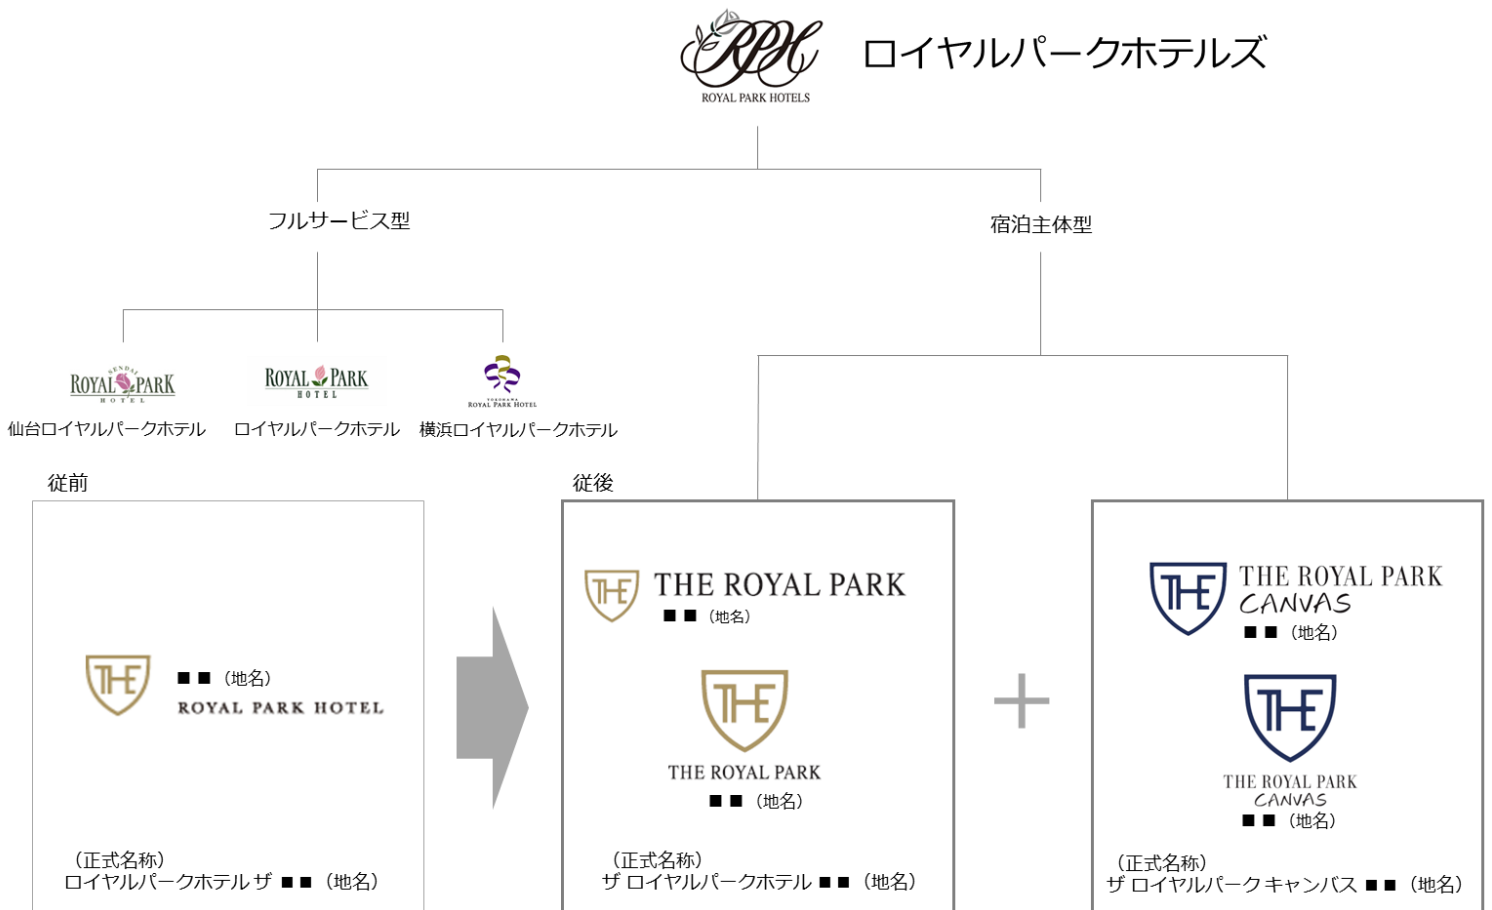 RPH
ROYAL PARK HOTELS
ロイヤルパークホテルズ
フルサービス型
宿泊主体型
SENDAI
ROYAL PARK
HOTEL
仙台ロイヤルパークホテル
ROYAL PARK
HOTEL
ロイヤルパークホテル
YOKOHAMA
ROYAL PARK HOTEL
横浜ロイヤルパークホテル
従前
THE
■ ■（地名）
ROYAL PARK HOTEL
（正式名称）
ロイヤルパークホテル ザ ■ ■（地名）
従後
THE
THE ROYAL PARK
■ ■（地名）
THE
THE ROYAL PARK
■ ■（地名）
（正式名称）
ザ ロイヤルパークホテル ■ ■（地名）
+
THE
THE ROYAL PARK
CANVAS
■ ■（地名）
THE
THE ROYAL PARK
CANVAS
■ ■（地名）
（正式名称）
ザ ロイヤルパーク キャンバス ■ ■（地名）